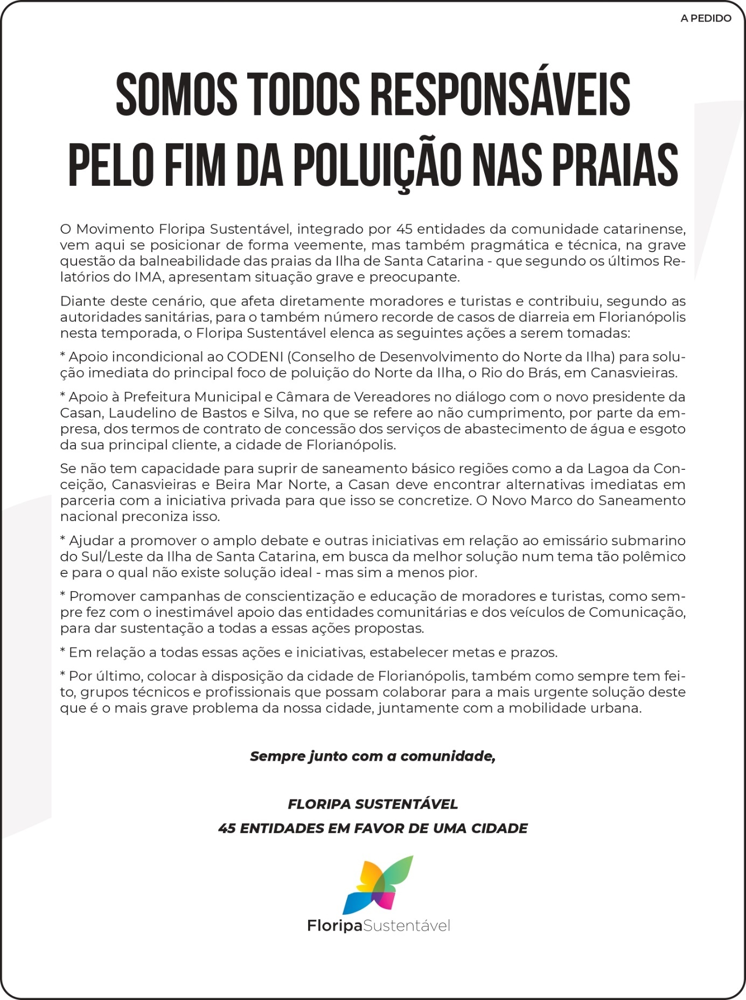 A PEDIDO
SOMOS TODOS RESPONSÁVEIS
PELO FIM DA POLUIÇÃO NAS PRAIAS
O Movimento Floripa Sustentável, integrado por 45 entidades da comunidade catarinense,
vem aqui se posicionar de forma veemente, mas também pragmática e técnica, na grave
questão da balneabilidade das praias da Ilha de Santa Catarina - que segundo os últimos Re-
latórios do IMA, apresentam situação grave e preocupante.
Diante deste cenário, que afeta diretamente moradores e turistas e contribuiu, segundo as
autoridades sanitárias, para o também número recorde de casos de diarreia em Florianópolis
nesta temporada, o Floripa Sustentável elenca as seguintes ações a serem tomadas:
* Apoio incondicional ao CODENI (Conselho de Desenvolvimento do Norte da Ilha) para solu-
ção imediata do principal foco de poluição do Norte da Ilha, o Rio do Brás, em Canasvieiras.
* Apoio à Prefeitura Municipal e Câmara de Vereadores no diálogo com o novo presidente da
Casan, Laudelino de Bastos e Silva, no que se refere ao não cumprimento, por parte da em-
presa, dos termos de contrato de concessão dos serviços de abastecimento de água e esgoto
da sua principal cliente, a cidade de Florianópolis.
Se não tem capacidade para suprir de saneamento básico regiões como a da Lagoa da Con-
ceição, Canasvieiras e Beira Mar Norte, a Casan deve encontrar alternativas imediatas em
parceria com a iniciativa privada para que isso se concretize. O Novo Marco do Saneamento
nacional preconiza isso.
* Ajudar a promover o amplo debate e outras iniciativas em relação ao emissário submarino
do Sul/Leste da Ilha de Santa Catarina, em busca da melhor solução num tema tão polêmico
e para o qual não existe solução ideal - mas sim a menos pior.
* Promover campanhas de conscientização e educação de moradores e turistas, como sem-
pre fez com o inestimável apoio das entidades comunitárias e dos veículos de Comunicação,
para dar sustentação a todas a essas ações propostas.
* Em relação a todas essas ações e iniciativas, estabelecer metas e prazos.
* Por último, colocar à disposição da cidade de Florianópolis, também como sempre tem fei-
to, grupos técnicos e profissionais que possam colaborar para a mais urgente solução deste
que é o mais grave problema da nossa cidade, juntamente com a mobilidade urbana.
Sempre junto com a comunidade,
FLORIPA SUSTENTÁVEL
45 ENTIDADES EM FAVOR DE UMA CIDADE
FloripaSustentável